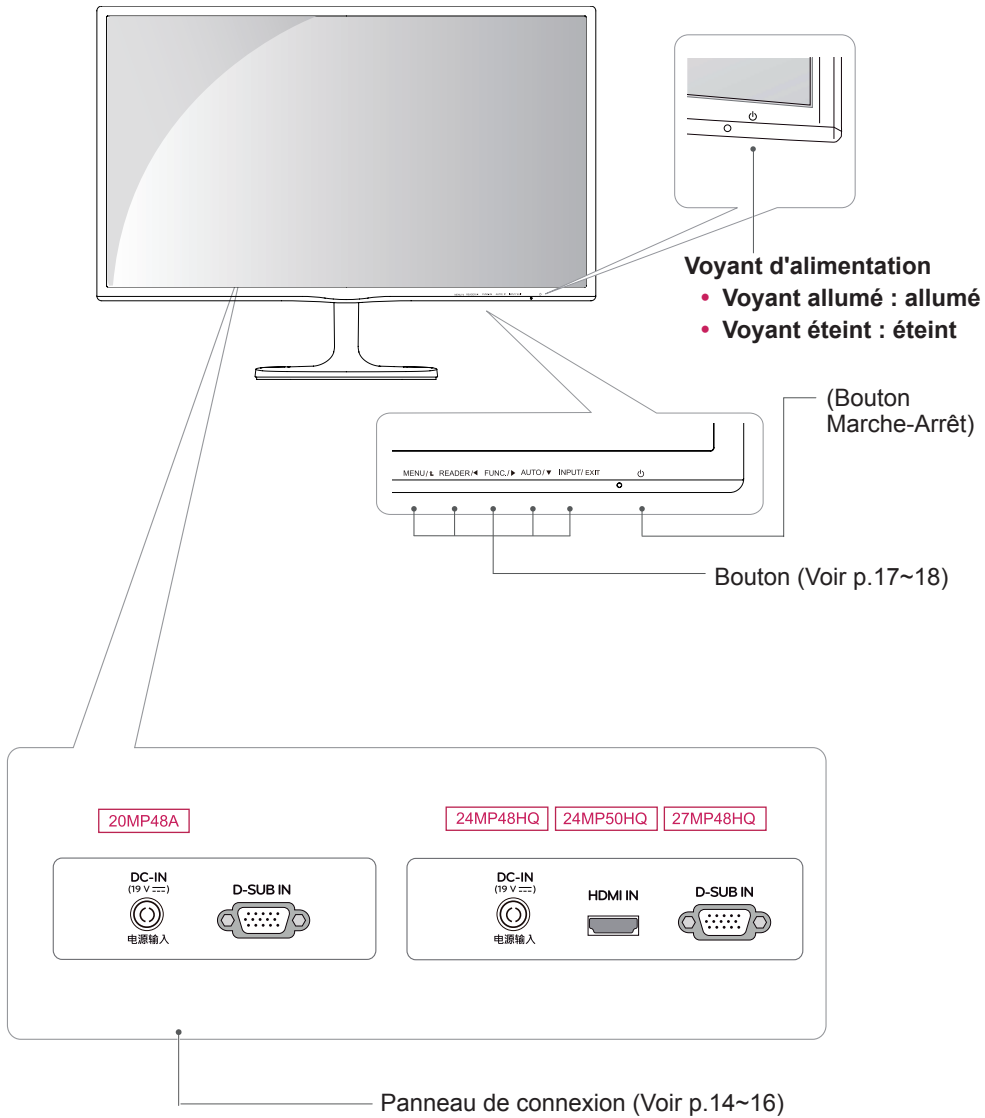 Voyant d'alimentation
• Voyant allumé : allumé
• Voyant éteint : éteint
(Bouton
Marche-Arrêt)
MENU/ READER/◄ FUNC./► AUTO/▼ INPUT/ EXIT
Bouton (Voir p.17~18)
20MP48A
24MP48HQ 24MP50HQ 27MP48HQ
DC-IN
(19 V ⎓)
电源输入
D-SUB IN
DC-IN
(19 V ⎓)
电源输入
HDMI IN
D-SUB IN
Panneau de connexion (Voir p.14~16)